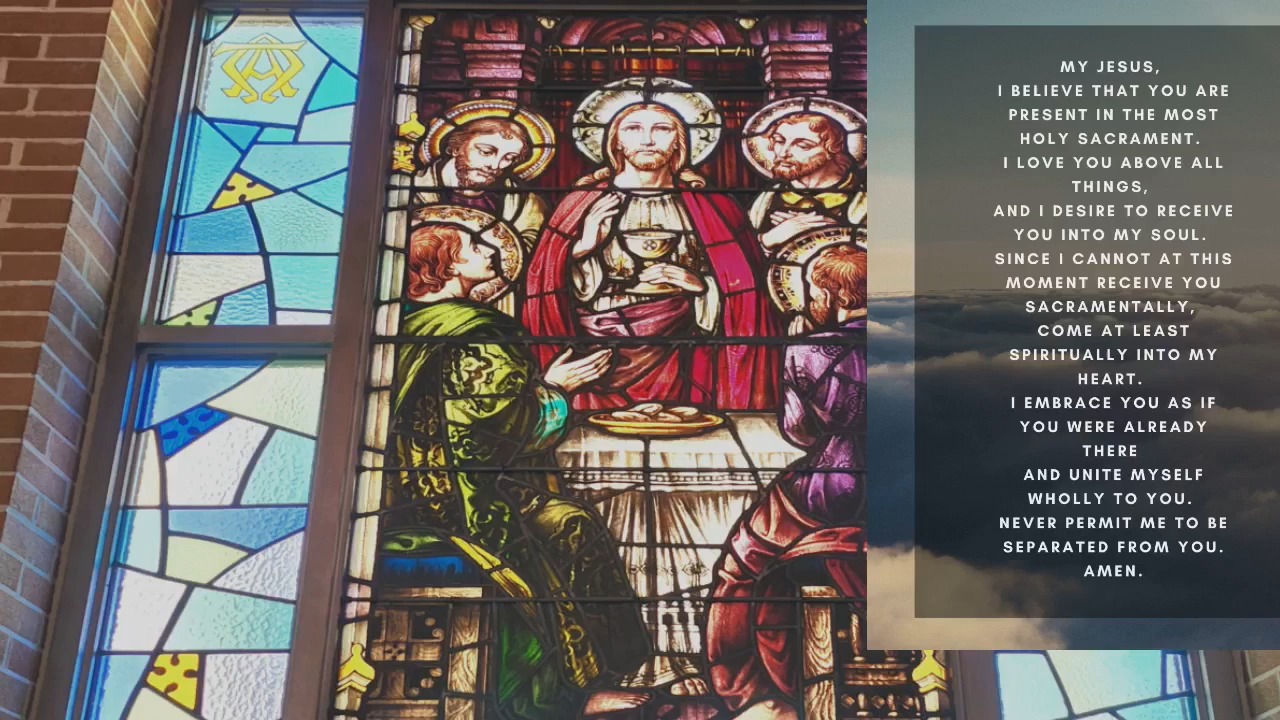 MY JESUS,
I BELIEVE THAT YOU ARE
PRESENT IN THE MOST
HOLY SACRAMENT.
I LOVE YOU ABOVE ALL
THINGS,
AND I DESIRE TO RECEIVE
YOU INTO MY SOUL.
SINCE I CANNOT AT THIS
MOMENT RECEIVE YOU
SACRAMENTALLY,
COME AT LEAST
SPIRITUALLY INTO MY
HEART.
I EMBRACE YOU AS IF
YOU WERE ALREADY
THERE
AND UNITE MYSELF
WHOLLY TO YOU.
NEVER PERMIT ME TO BE
SEPARATED FROM YOU.
AMEN.